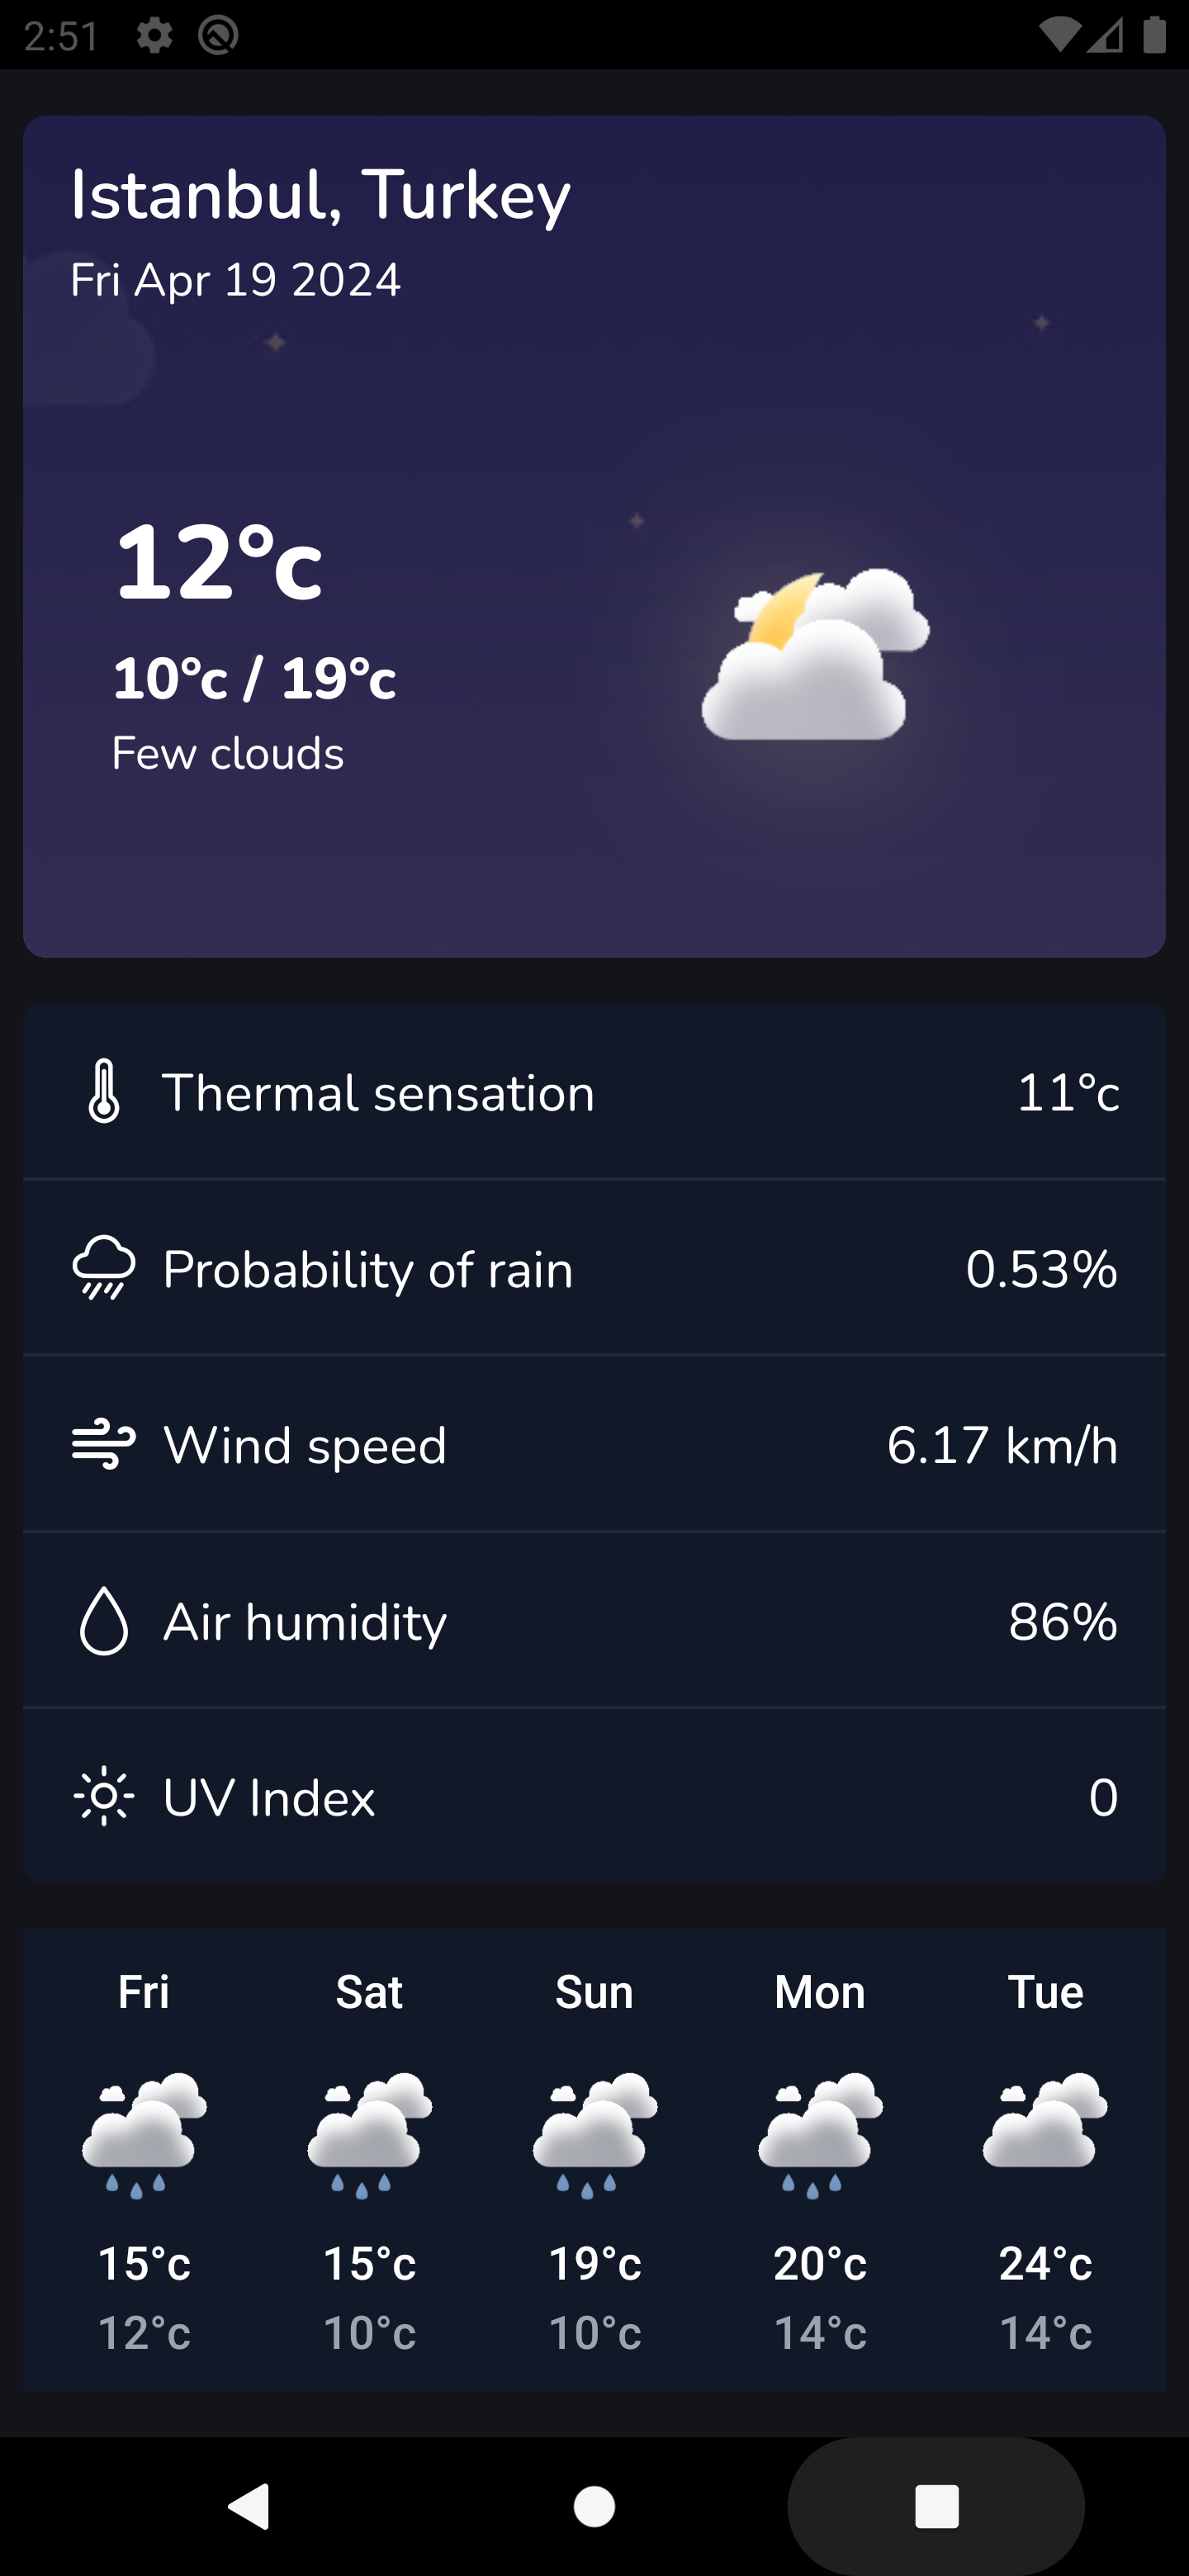 2:51
Istanbul, Turkey
Fri Apr 19 2024
12°c
10°c / 19°c
Few clouds
Thermal sensation 11°c
Probability of rain 0.53%
Wind speed 6.17 km/h
Air humidity 86%
UV Index 0
Fri Sat Sun Mon Tue
15°c 15°c 19°c 20°c 24°c
12°c 10°c 10°c 14°c 14°c